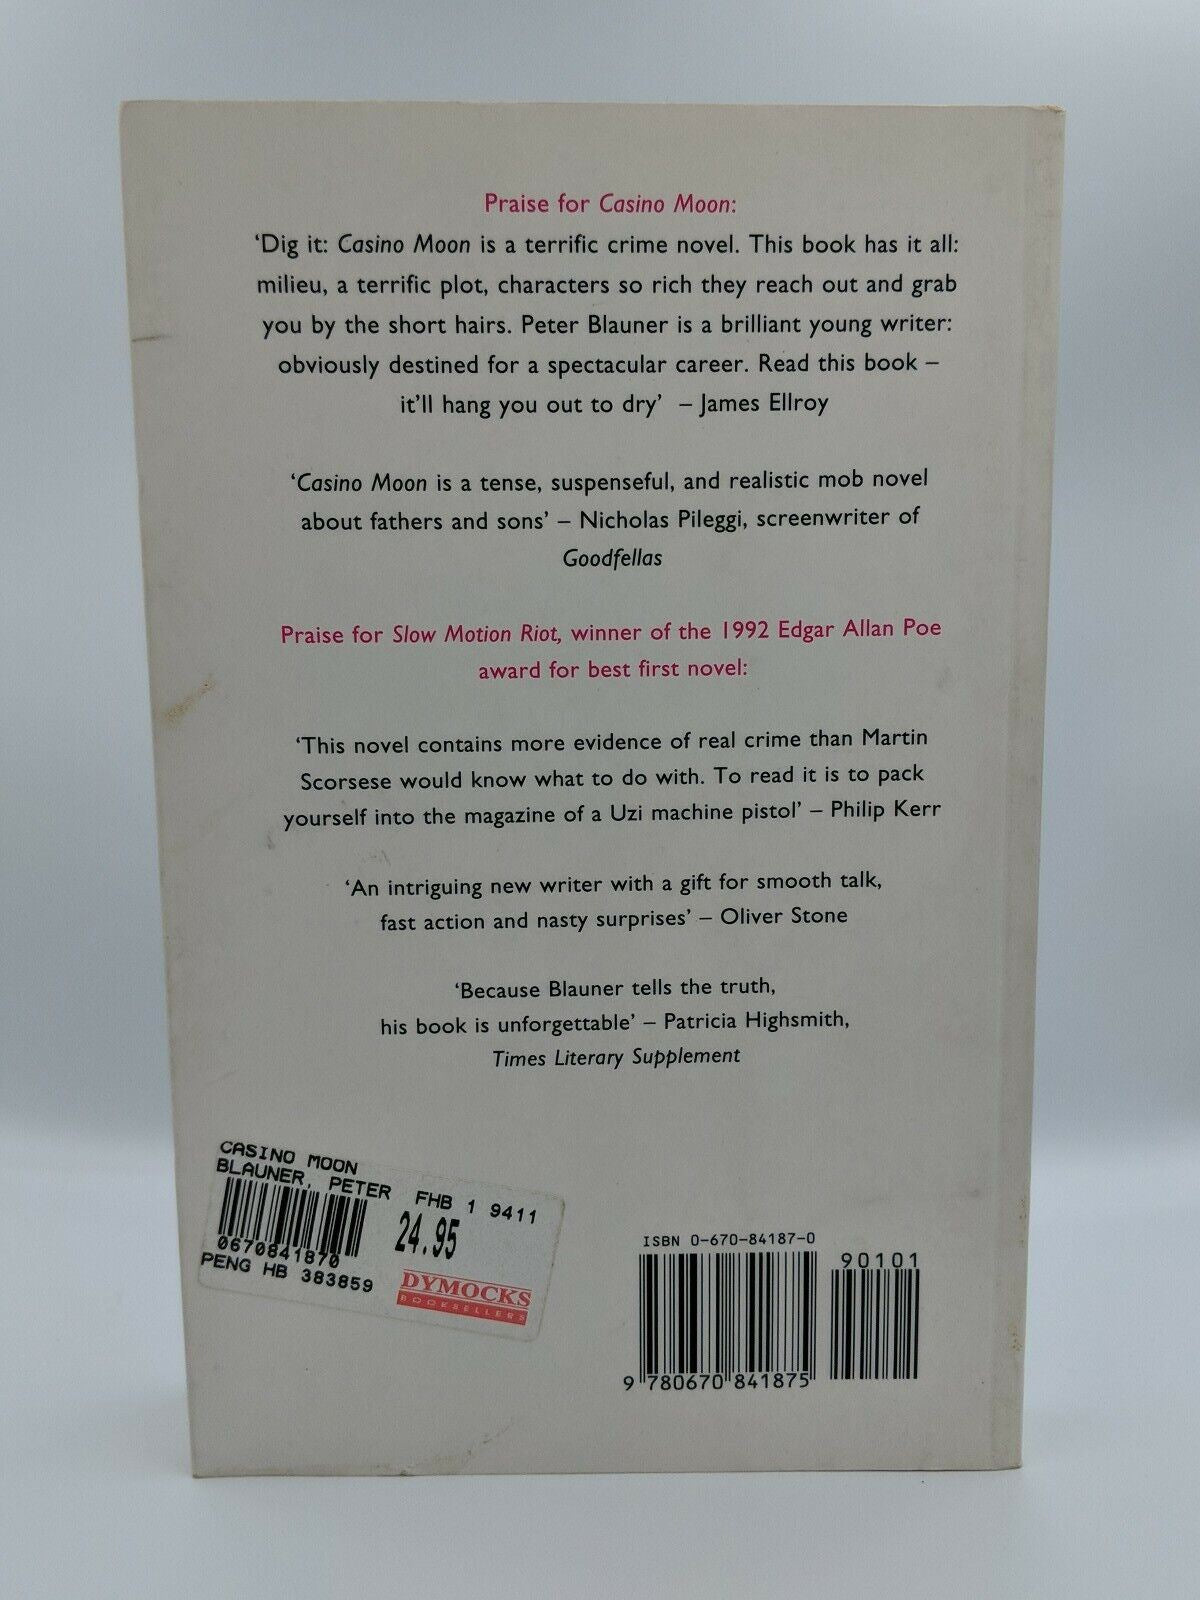 Praise for Casino Moon:
‘Dig it: Casino Moon is a terrific crime novel. This book has it all:
milieu, a terrific plot, characters so rich they reach out and grab
you by the short hairs. Peter Blauner is a brilliant young writer:
obviously destined for a spectacular career. Read this book –
it’ll hang you out to dry’ – James Ellroy
‘Casino Moon is a tense, suspenseful, and realistic mob novel
about fathers and sons’ – Nicholas Pileggi, screenwriter of
Goodfellas
Praise for Slow Motion Riot, winner of the 1992 Edgar Allan Poe
award for best first novel:
‘This novel contains more evidence of real crime than Martin
Scorsese would know what to do with. To read it is to pack
yourself into the magazine of a Uzi machine pistol’ – Philip Kerr
‘An intriguing new writer with a gift for smooth talk,
fast action and nasty surprises’ – Oliver Stone
‘Because Blauner tells the truth,
his book is unforgettable’ – Patricia Highsmith,
Times Literary Supplement
CASINO MOON
BLAUNER, PETER FHB 1 9411
24.95
0670841870
PENG HB 383859
DYMOCKS
BOOKSELLERS
ISBN 0-670-84187-0
90101
9 780670 841875